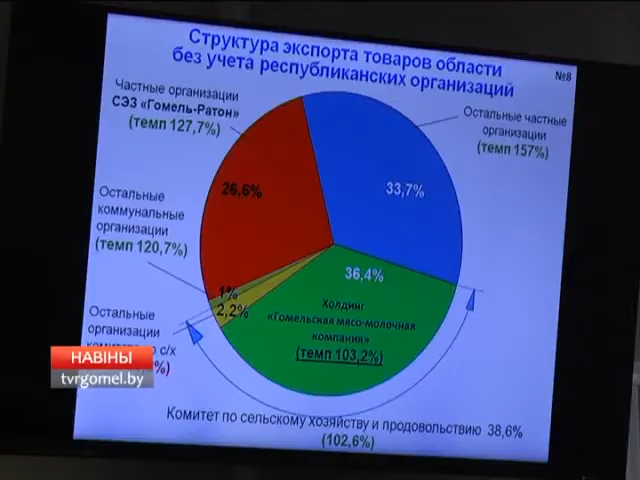 Структура экспорта товаров области
без учета республиканских организаций
№8
Частные организации
СЭЗ «Гомель-Ратон»
(темп 127,7%)
Остальные частные
организации
(темп 157%)
26,6%
33,7%
Остальные
коммунальные
организации
(темп 120,7%)
36,4%
1%
2,2%
Холдинг
«Гомельская мясо-молочная
компания»
(темп 103,2%)
Остальные
организации
с/х
НАВІНЫ
tvrgomel.by
Комитет по сельскому хозяйству и продовольствию 38,6%
(102,6%)